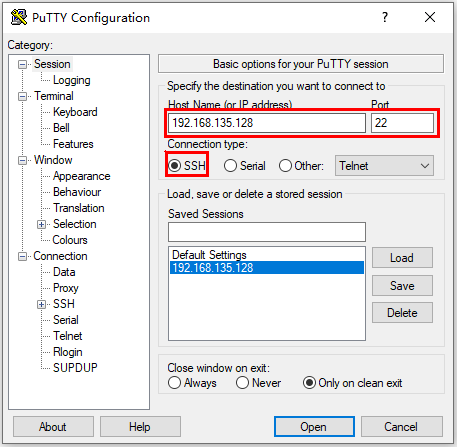 PuTTY Configuration
Category:
Session
Logging
Terminal
Keyboard
Bell
Features
Window
Appearance
Behaviour
Translation
Selection
Colours
Connection
Data
Proxy
SSH
Serial
Telnet
Rlogin
SUPDUP
Basic options for your PuTTY session
Specify the destination you want to connect to
Host Name (or IP address) Port
192.168.135.128 22
Connection type:
SSH Serial Other: Telnet
Load, save or delete a stored session
Saved Sessions
Default Settings
192.168.135.128
Load
Save
Delete
Close window on exit:
Always Never Only on clean exit
About Help Open Cancel